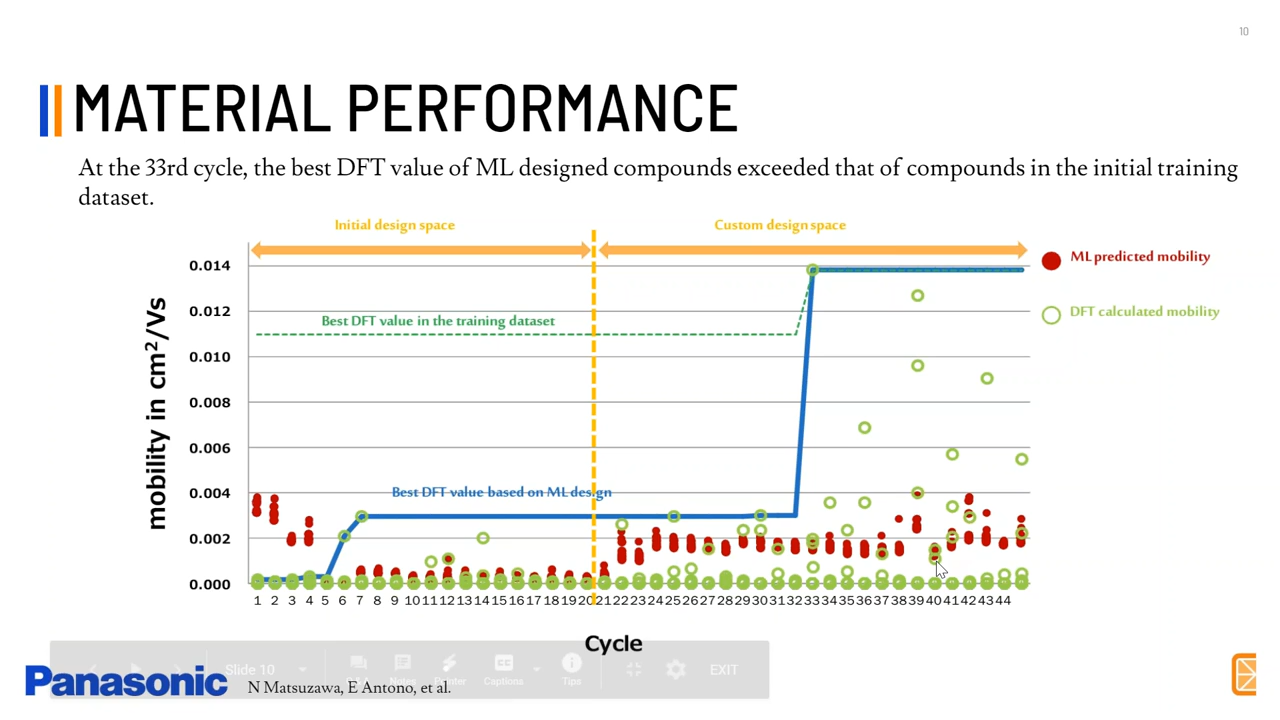 10
MATERIAL PERFORMANCE
At the 33rd cycle, the best DFT value of ML designed compounds exceeded that of compounds in the initial training
dataset.
Initial design space
Custom design space
ML predicted mobility
DFT calculated mobility
Best DFT value in the training dataset
Best DFT value based on ML design
mobility in cm²/Vs
0.014
0.012
0.010
0.008
0.006
0.004
0.002
0.000
1 2 3 4 5 6 7 8 9 10 11 12 13 14 15 16 17 18 19 20 21 22 23 24 25 26 27 28 29 30 31 32 33 34 35 36 37 38 39 40 41 42 43 44
Cycle
Slide 10
Notes
Pointer
Captions
Tips
EXIT
Panasonic
N Matsuzawa, E Antono, et al.